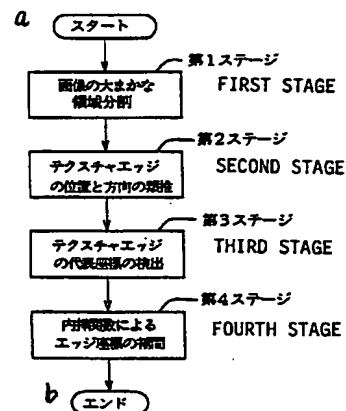 a
スタート
第1ステージ
FIRST STAGE
画像の大まかな
領域分割
第2ステージ
SECOND STAGE
テクスチャエッジ
の位置と方向の類推
第3ステージ
THIRD STAGE
テクスチャエッジ
の代表座標の検出
第4ステージ
FOURTH STAGE
内挿関数による
エッジ座標の補間
b
エンド